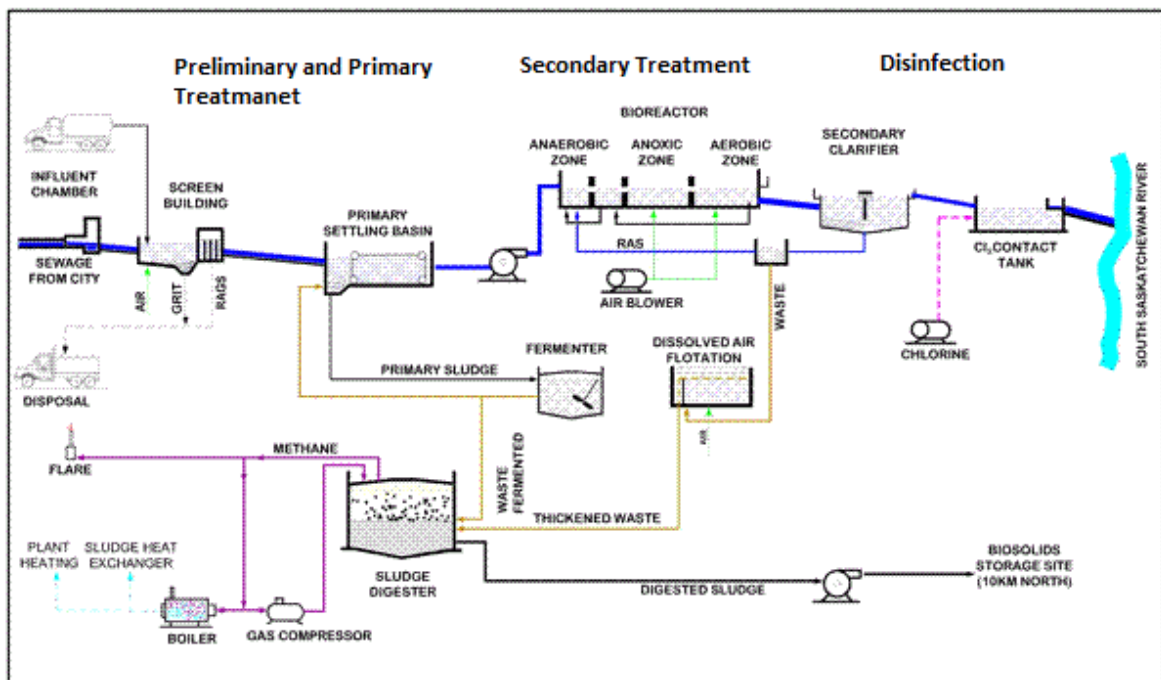 Preliminary and Primary
Treatmanet
Secondary Treatment
Disinfection
BIOREACTOR
ANAEROBIC
ZONE
ANOXIC
ZONE
AEROBIC
ZONE
SECONDARY
CLARIFIER
INFLUENT
CHAMBER
SCREEN
BUILDING
PRIMARY
SETTLING BASIN
SEWAGE
FROM CITY
AIR
GRIT
RAGS
RAS
AIR BLOWER
WASTE
Cl₂CONTACT
TANK
CHLORINE
SOUTH SASKATCHEWAN RIVER
DISPOSAL
PRIMARY SLUDGE
FERMENTER
DISSOLVED AIR
FLOTATION
AIR
FLARE
METHANE
WASTE
FERMENTED
THICKENED WASTE
PLANT
HEATING
SLUDGE HEAT
EXCHANGER
SLUDGE
DIGESTER
DIGESTED SLUDGE
BIOSOLIDS
STORAGE SITE
(10KM NORTH)
BOILER
GAS COMPRESSOR